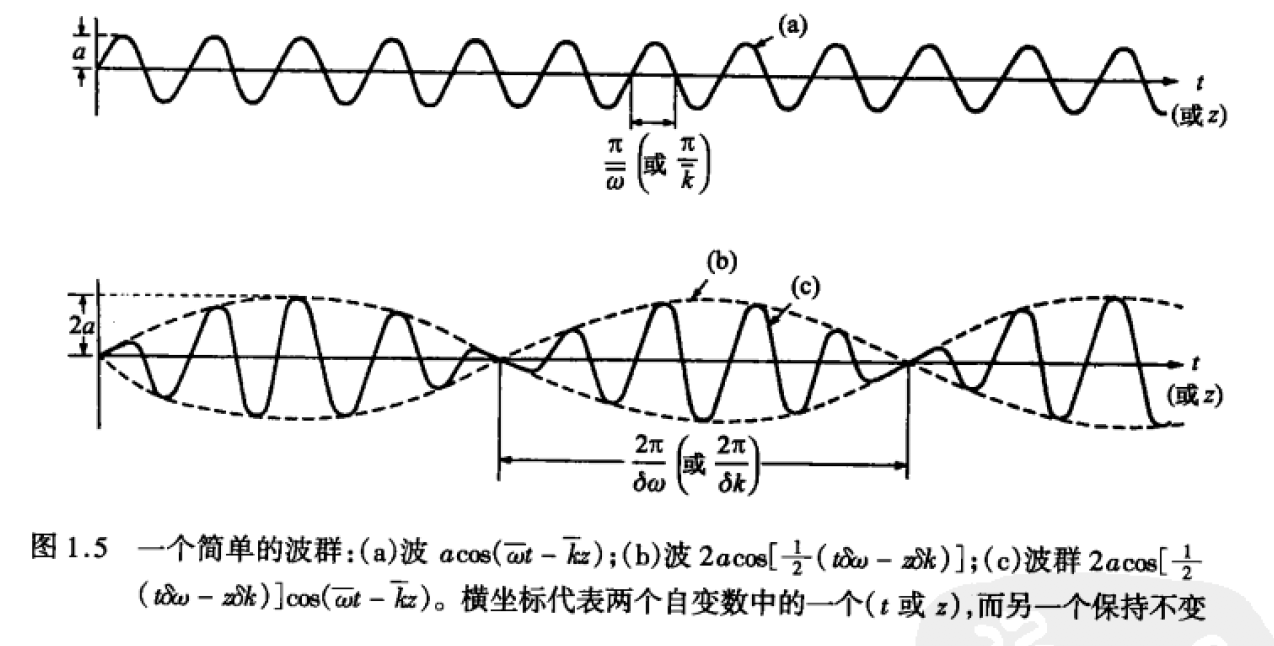 (a)
a
t
(或 z)
π/ω̿ (或 π/k̿)
(b)
(c)
2a
t
(或 z)
2π/δω (或 2π/δk)
图 1.5 一个简单的波群:(a)波 acos(ω̅t − k̅z);(b)波 2acos[½(tδω − zδk)];(c)波群 2acos[½
(tδω − zδk)]cos(ω̅t − k̅z)。横坐标代表两个自变数中的一个(t 或 z),而另一个保持不变